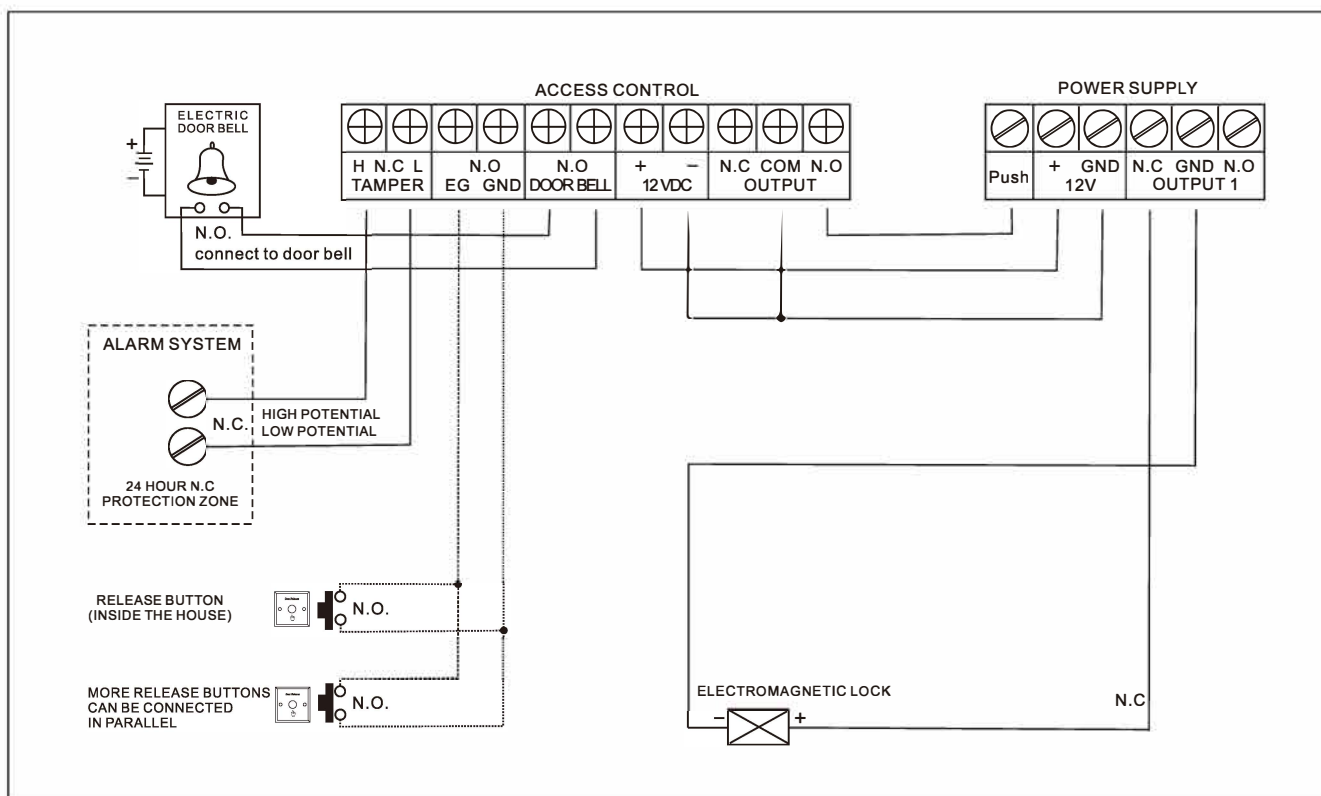 ACCESS CONTROL
POWER SUPPLY
ELECTRIC
DOOR BELL
+
−
H N.C L
TAMPER
N.O
EG GND
N.O
DOOR BELL
+ −
12VDC
N.C COM N.O
OUTPUT
Push
+ GND
12V
N.C GND N.O
OUTPUT 1
N.O.
connect to door bell
ALARM SYSTEM
N.C.
HIGH POTENTIAL
LOW POTENTIAL
24 HOUR N.C
PROTECTION ZONE
RELEASE BUTTON
(INSIDE THE HOUSE)
N.O.
MORE RELEASE BUTTONS
CAN BE CONNECTED
IN PARALLEL
N.O.
ELECTROMAGNETIC LOCK
− +
N.C